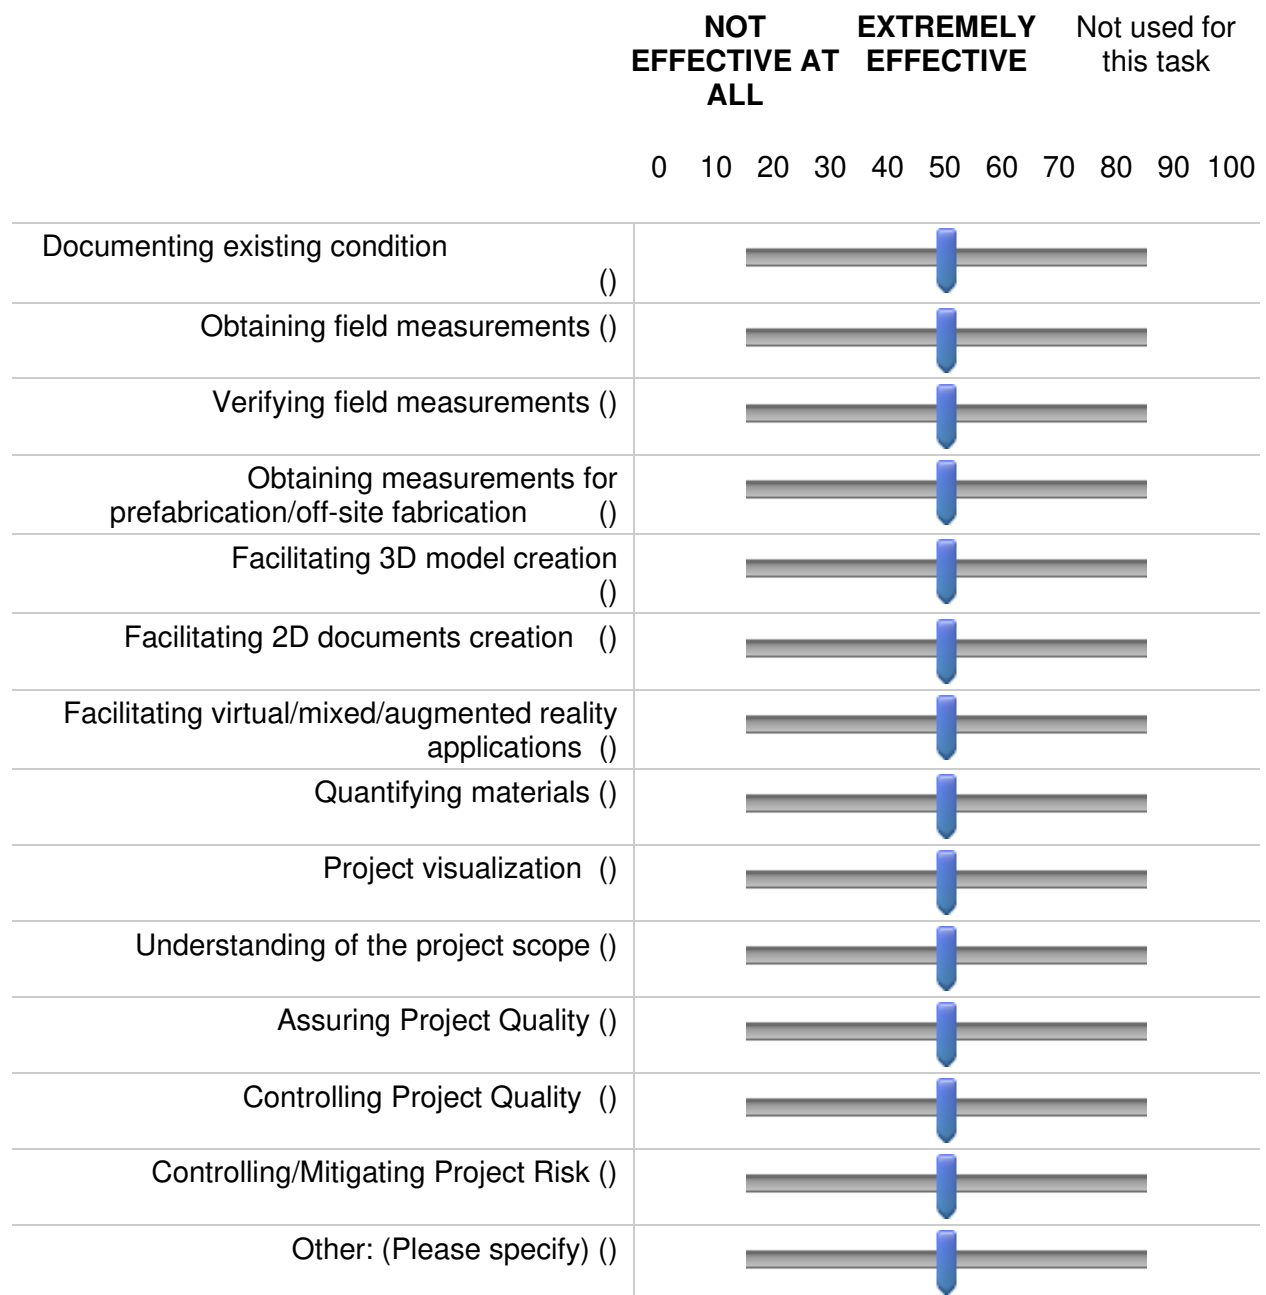 NOT EXTREMELY Not used for
EFFECTIVE AT EFFECTIVE this task
ALL
0 10 20 30 40 50 60 70 80 90 100
Documenting existing condition
()
Obtaining field measurements ()
Verifying field measurements ()
Obtaining measurements for
prefabrication/off-site fabrication ()
Facilitating 3D model creation
()
Facilitating 2D documents creation ()
Facilitating virtual/mixed/augmented reality
applications ()
Quantifying materials ()
Project visualization ()
Understanding of the project scope ()
Assuring Project Quality ()
Controlling Project Quality ()
Controlling/Mitigating Project Risk ()
Other: (Please specify) ()